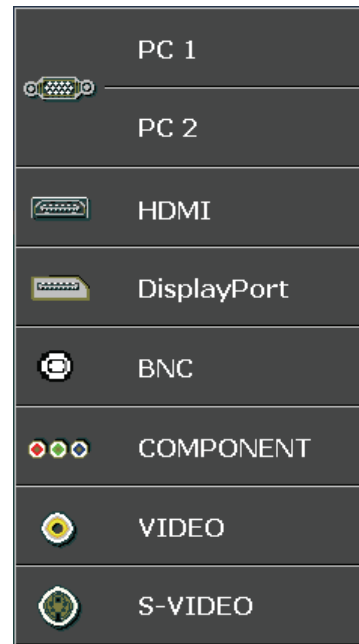 PC 1
PC 2
HDMI
DisplayPort
BNC
COMPONENT
VIDEO
S-VIDEO